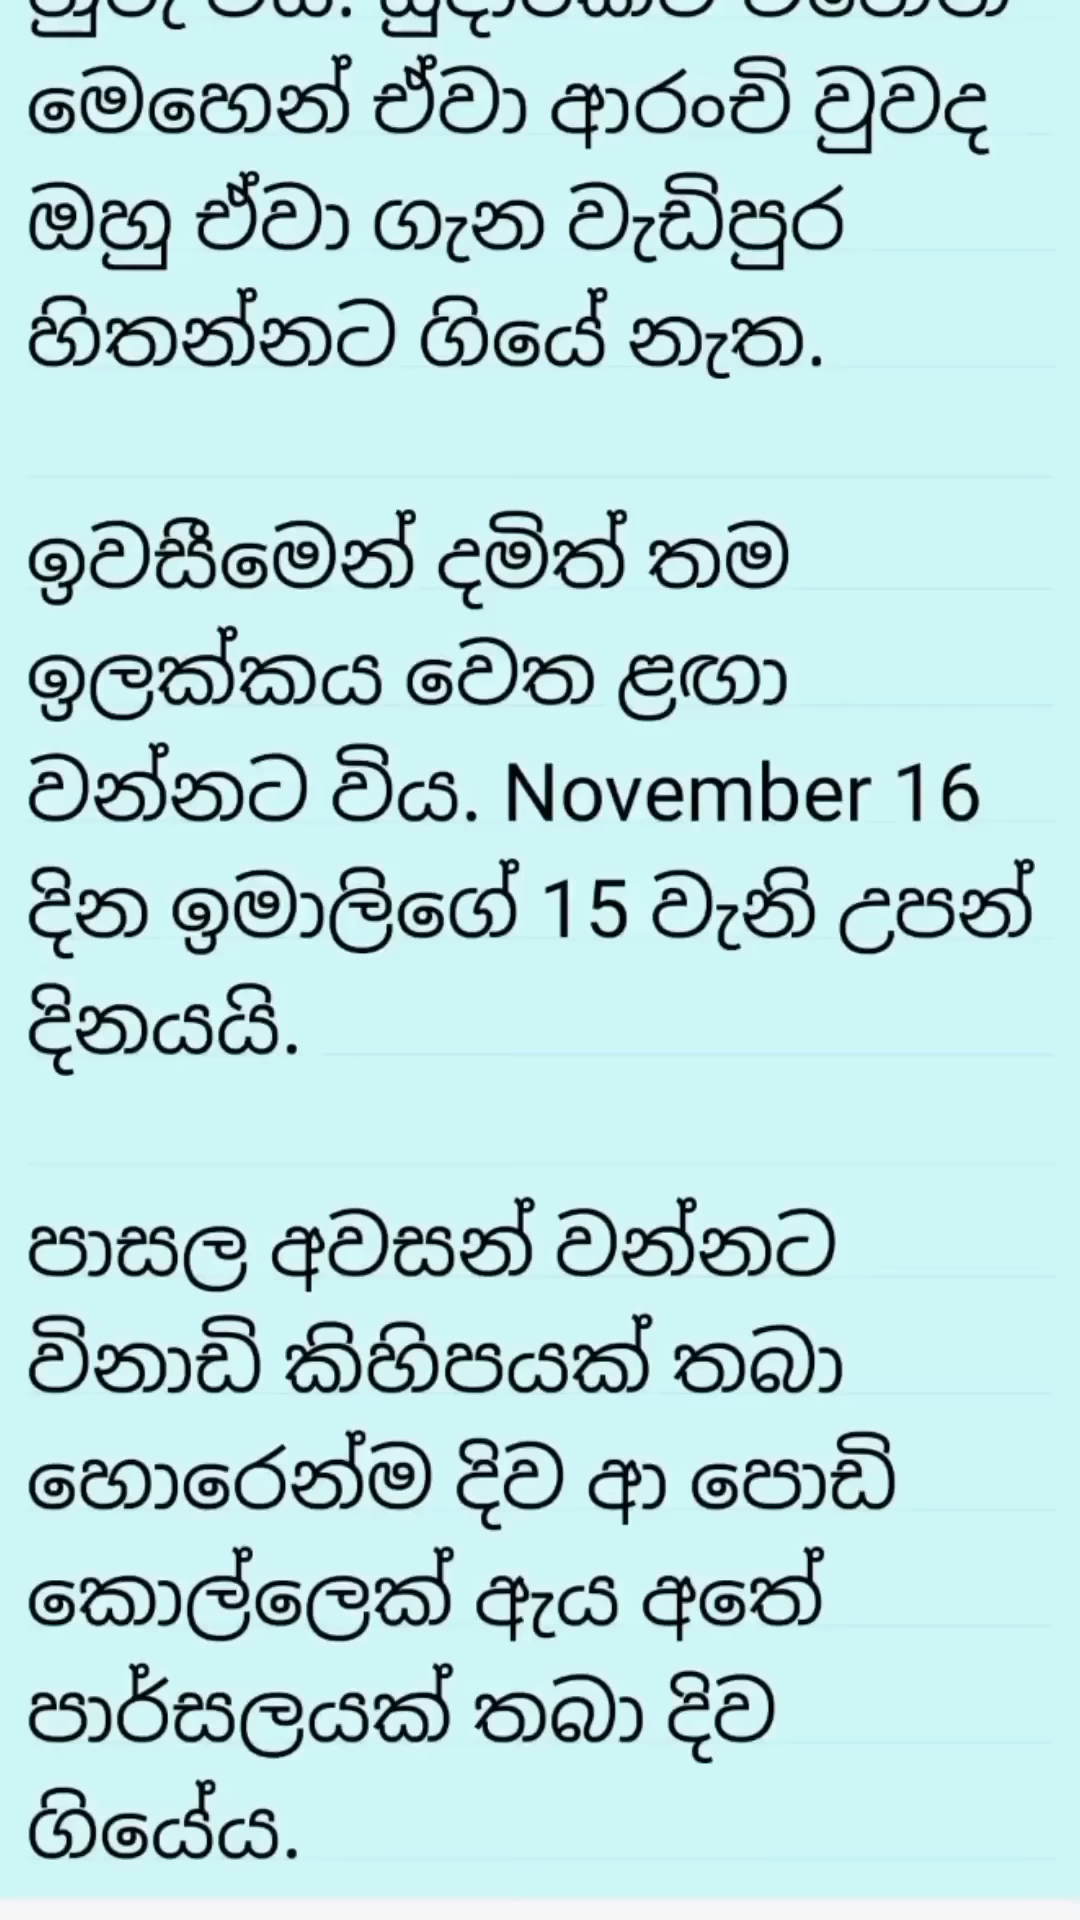 මෙහෙන් ඒවා ආරංචි වුවද
ඔහු ඒවා ගැන වැඩිපුර
හිතන්නට ගියේ නැත.
ඉවසීමෙන් දමිත් තම
ඉලක්කය වෙත ළඟා
වන්නට විය. November 16
දින ඉමාලිගේ 15 වැනි උපන්
දිනයයි.
පාසල අවසන් වන්නට
විනාඩි කිහිපයක් තබා
හොරෙන්ම දිව ආ පොඩි
කොල්ලෙක් ඇය අතේ
පාර්සලයක් තබා දිව
ගියේය.